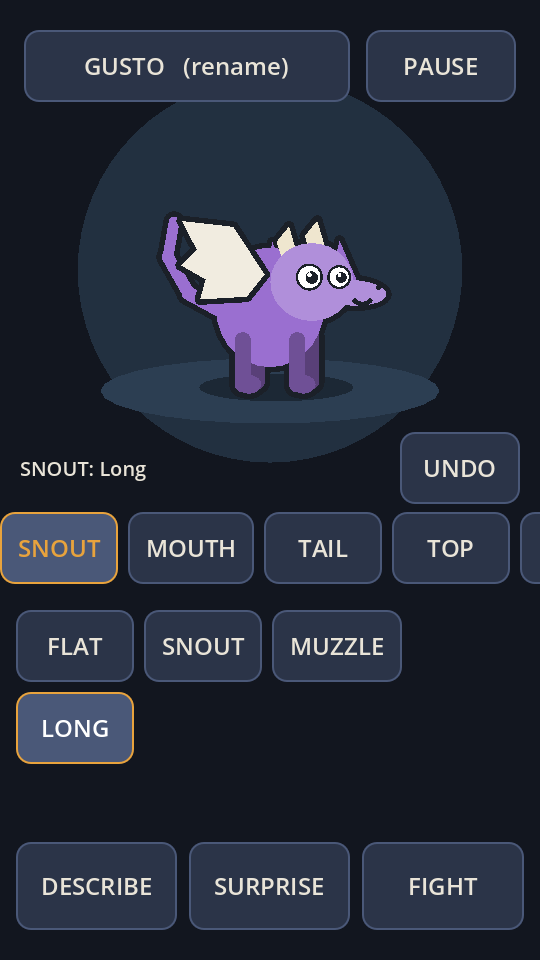 GUSTO (rename)
PAUSE
SNOUT: Long
UNDO
SNOUT
MOUTH
TAIL
TOP
FLAT
SNOUT
MUZZLE
LONG
DESCRIBE
SURPRISE
FIGHT